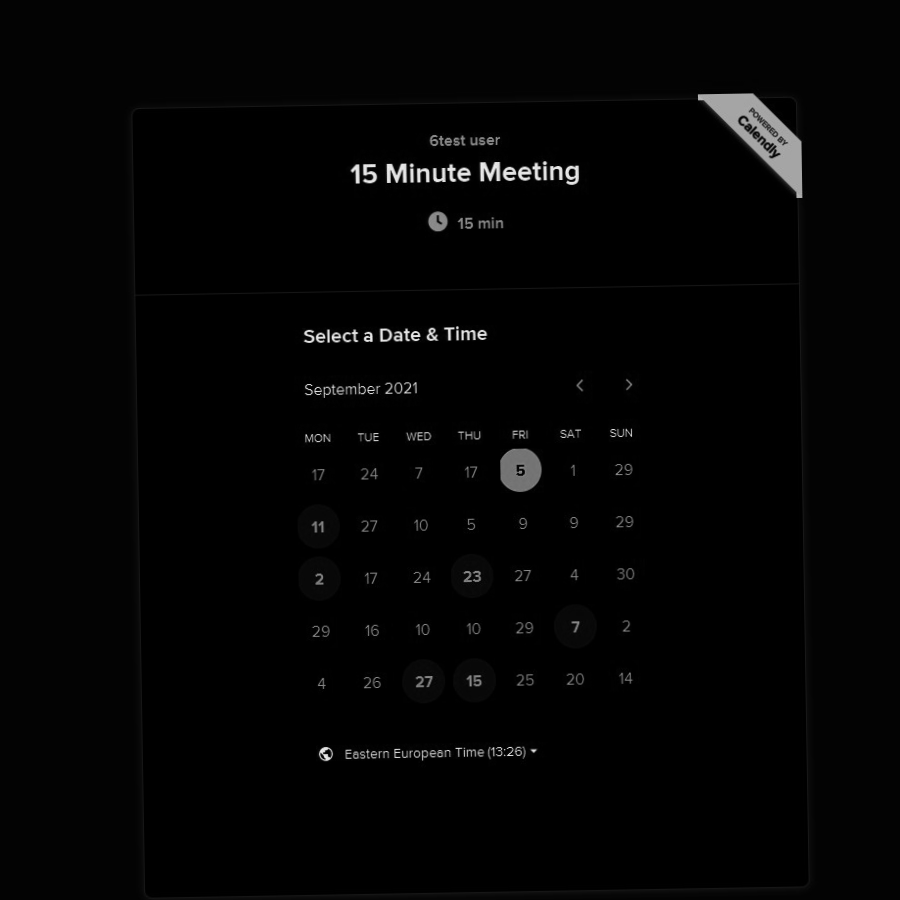 POWERED BY
Calendly
6test user
15 Minute Meeting
15 min
Select a Date & Time
September 2021
MON TUE WED THU FRI SAT SUN
17 24 7 17 5 1 29
11 27 10 5 9 9 29
2 17 24 23 27 4 30
29 16 10 10 29 7 2
4 26 27 15 25 20 14
Eastern European Time (13:26)